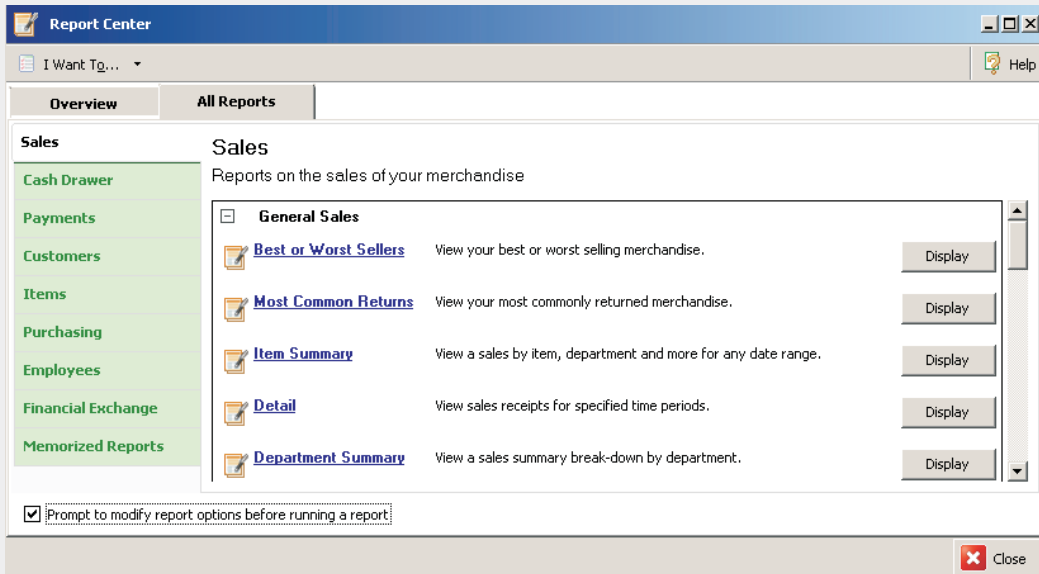 Report Center
I Want To...
Help
Overview
All Reports
Sales
Cash Drawer
Payments
Customers
Items
Purchasing
Employees
Financial Exchange
Memorized Reports
Sales
Reports on the sales of your merchandise
General Sales
Best or Worst Sellers View your best or worst selling merchandise. Display
Most Common Returns View your most commonly returned merchandise. Display
Item Summary View a sales by item, department and more for any date range. Display
Detail View sales receipts for specified time periods. Display
Department Summary View a sales summary break-down by department. Display
Prompt to modify report options before running a report
Close